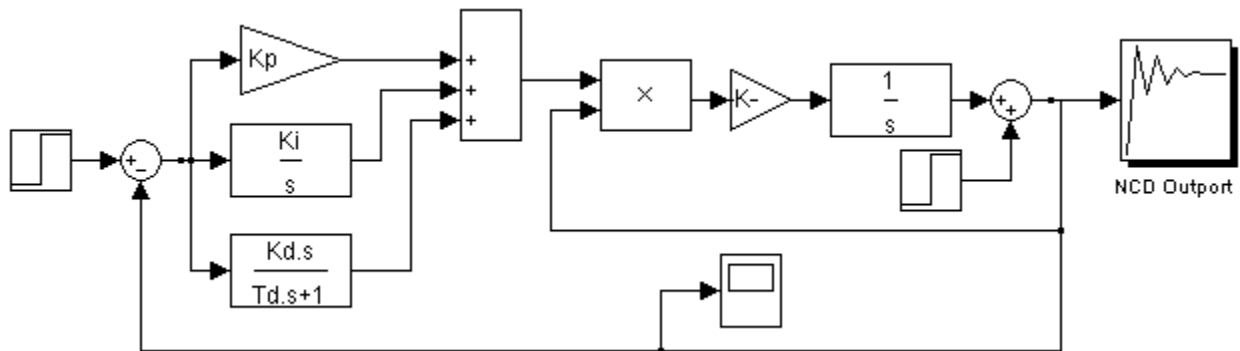 Kp
+
+
+
×
K-
1
s
+
+
+
-
Ki
s
Kd.s
Td.s+1
NCD Outport